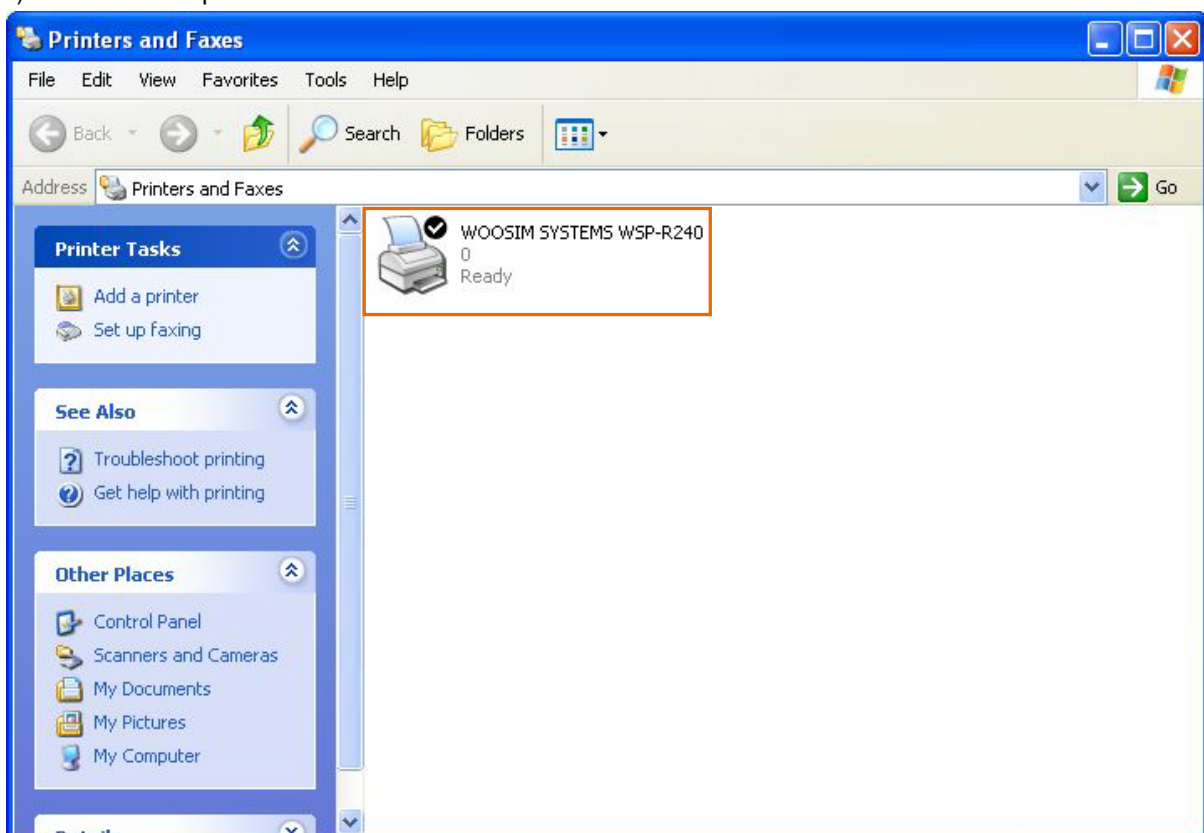 Printers and Faxes
File Edit View Favorites Tools Help
Back Search Folders
Address Printers and Faxes Go
Printer Tasks
Add a printer
Set up faxing
See Also
Troubleshoot printing
Get help with printing
Other Places
Control Panel
Scanners and Cameras
My Documents
My Pictures
My Computer
WOOSIM SYSTEMS WSP-R240
0
Ready